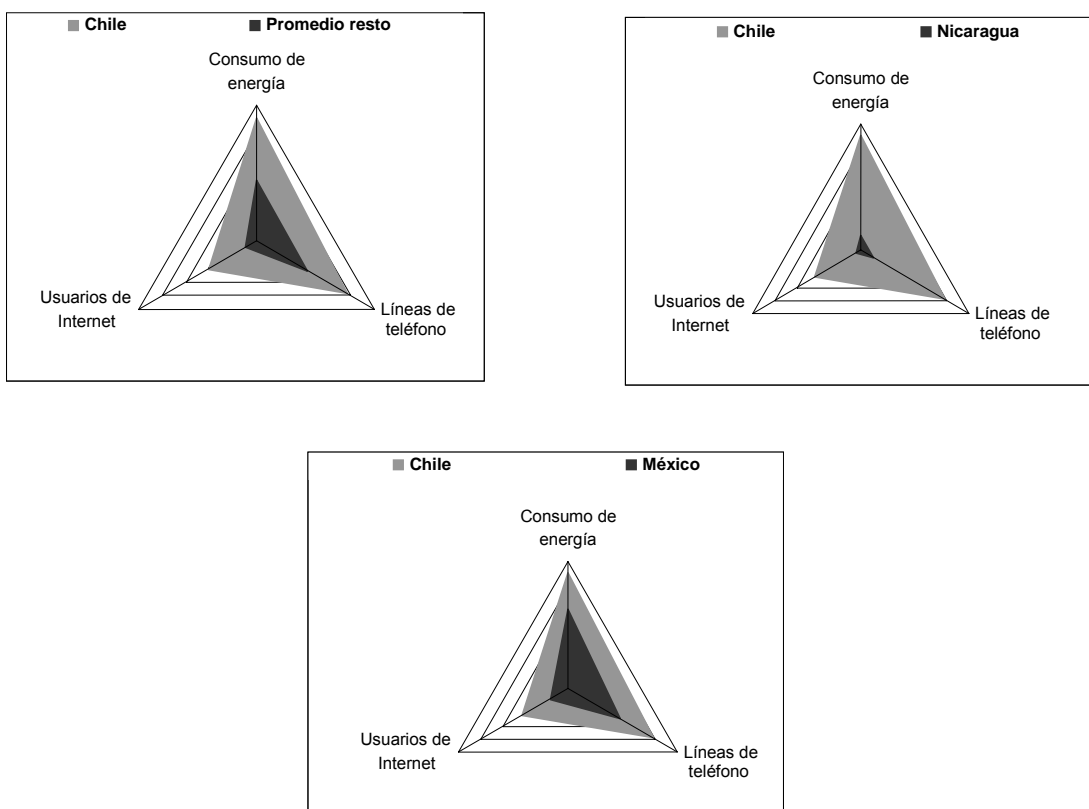 Chile Promedio resto
Consumo de
energía
Usuarios de
Internet
Líneas de
teléfono
Chile Nicaragua
Consumo de
energía
Usuarios de
Internet
Líneas de
teléfono
Chile México
Consumo de
energía
Usuarios de
Internet
Líneas de
teléfono